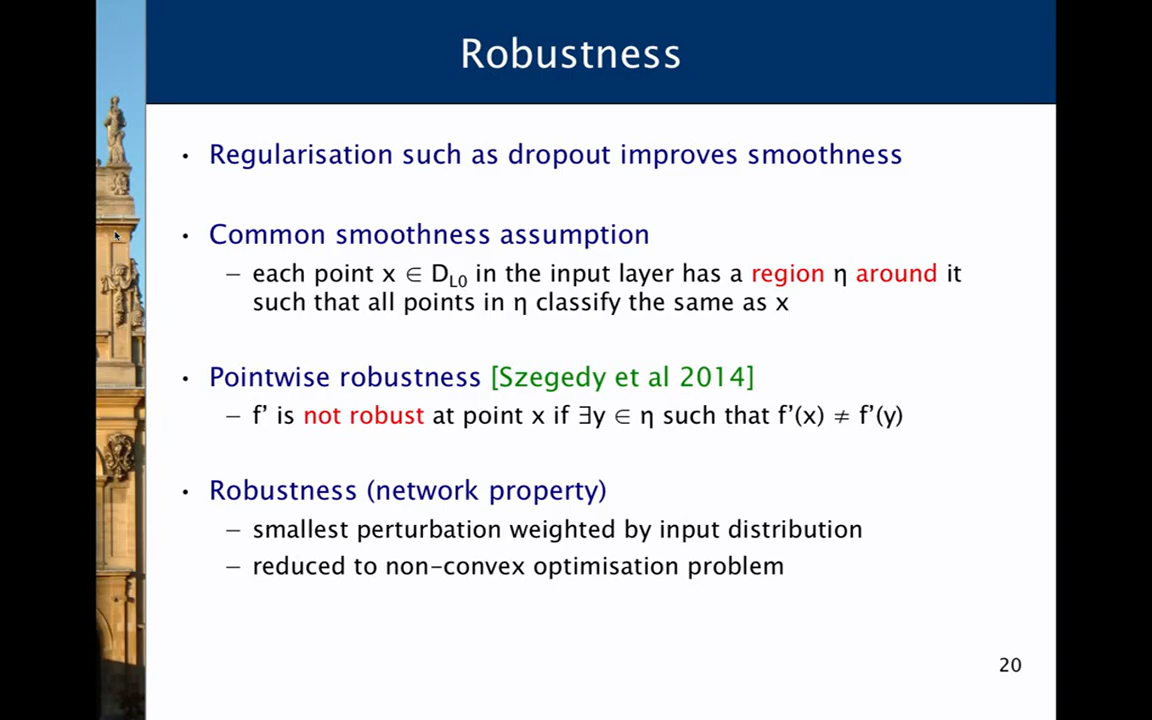 Robustness
• Regularisation such as dropout improves smoothness
• Common smoothness assumption
– each point x ∈ D_L0 in the input layer has a region η around it
such that all points in η classify the same as x
• Pointwise robustness [Szegedy et al 2014]
– f’ is not robust at point x if ∃y ∈ η such that f’(x) ≠ f’(y)
• Robustness (network property)
– smallest perturbation weighted by input distribution
– reduced to non-convex optimisation problem
20